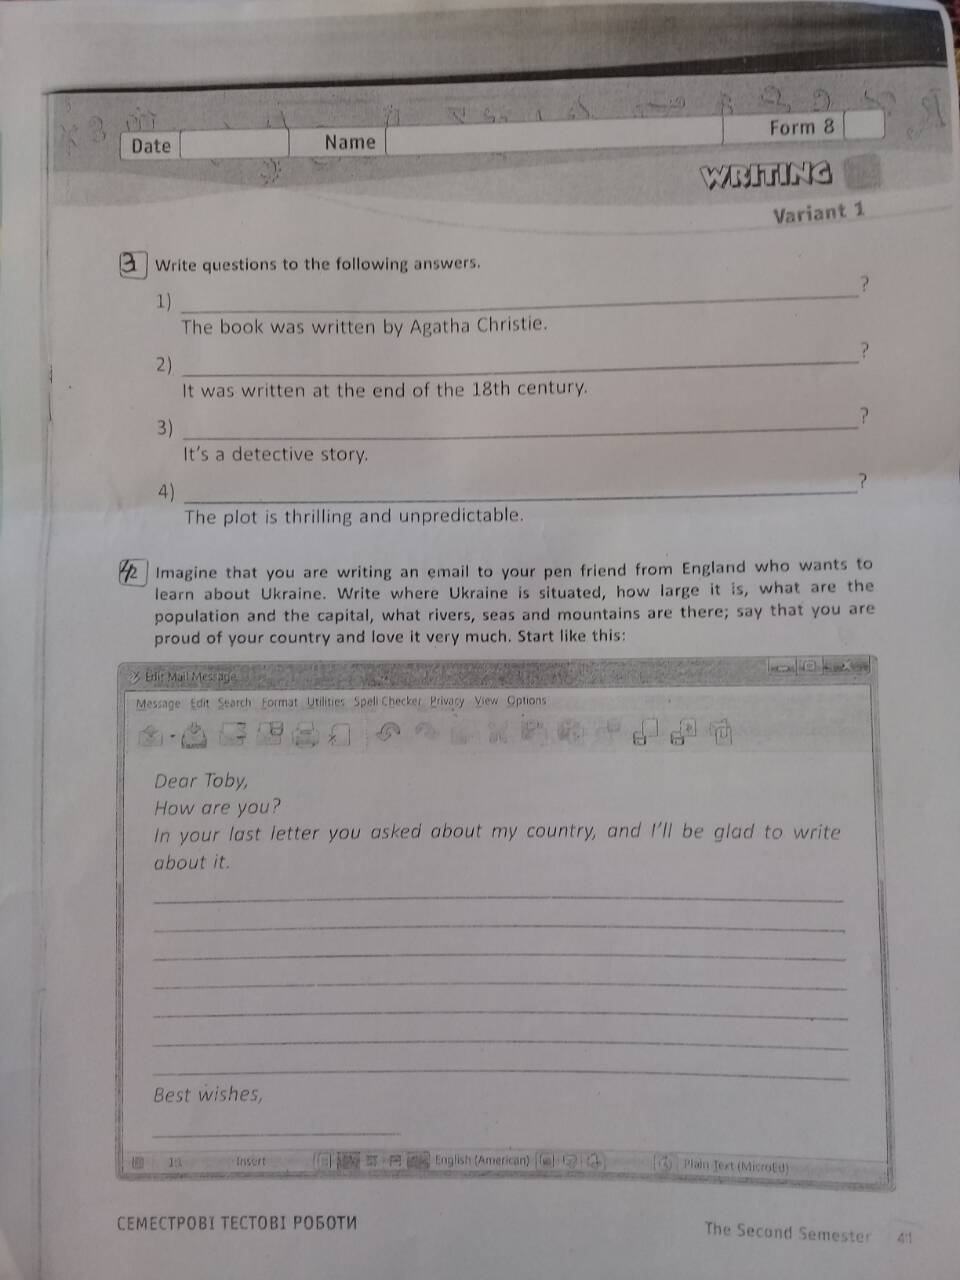 Date Name Form 8
WRITING
Variant 1
3 Write questions to the following answers.
1) ?
The book was written by Agatha Christie.
2) ?
It was written at the end of the 18th century.
3) ?
It's a detective story.
4) ?
The plot is thrilling and unpredictable.
42 Imagine that you are writing an email to your pen friend from England who wants to
learn about Ukraine. Write where Ukraine is situated, how large it is, what are the
population and the capital, what rivers, seas and mountains are there; say that you are
proud of your country and love it very much. Start like this:
Edit Mail Message
Message Edit Search Format Utilities Spell Checker Privacy View Options
Dear Toby,
How are you?
In your last letter you asked about my country, and I'll be glad to write
about it.
Best wishes,
1:1 Insert English (American) Plain Text (MicroEd)
СЕМЕСТРОВІ ТЕСТОВІ РОБОТИ
The Second Semester 41